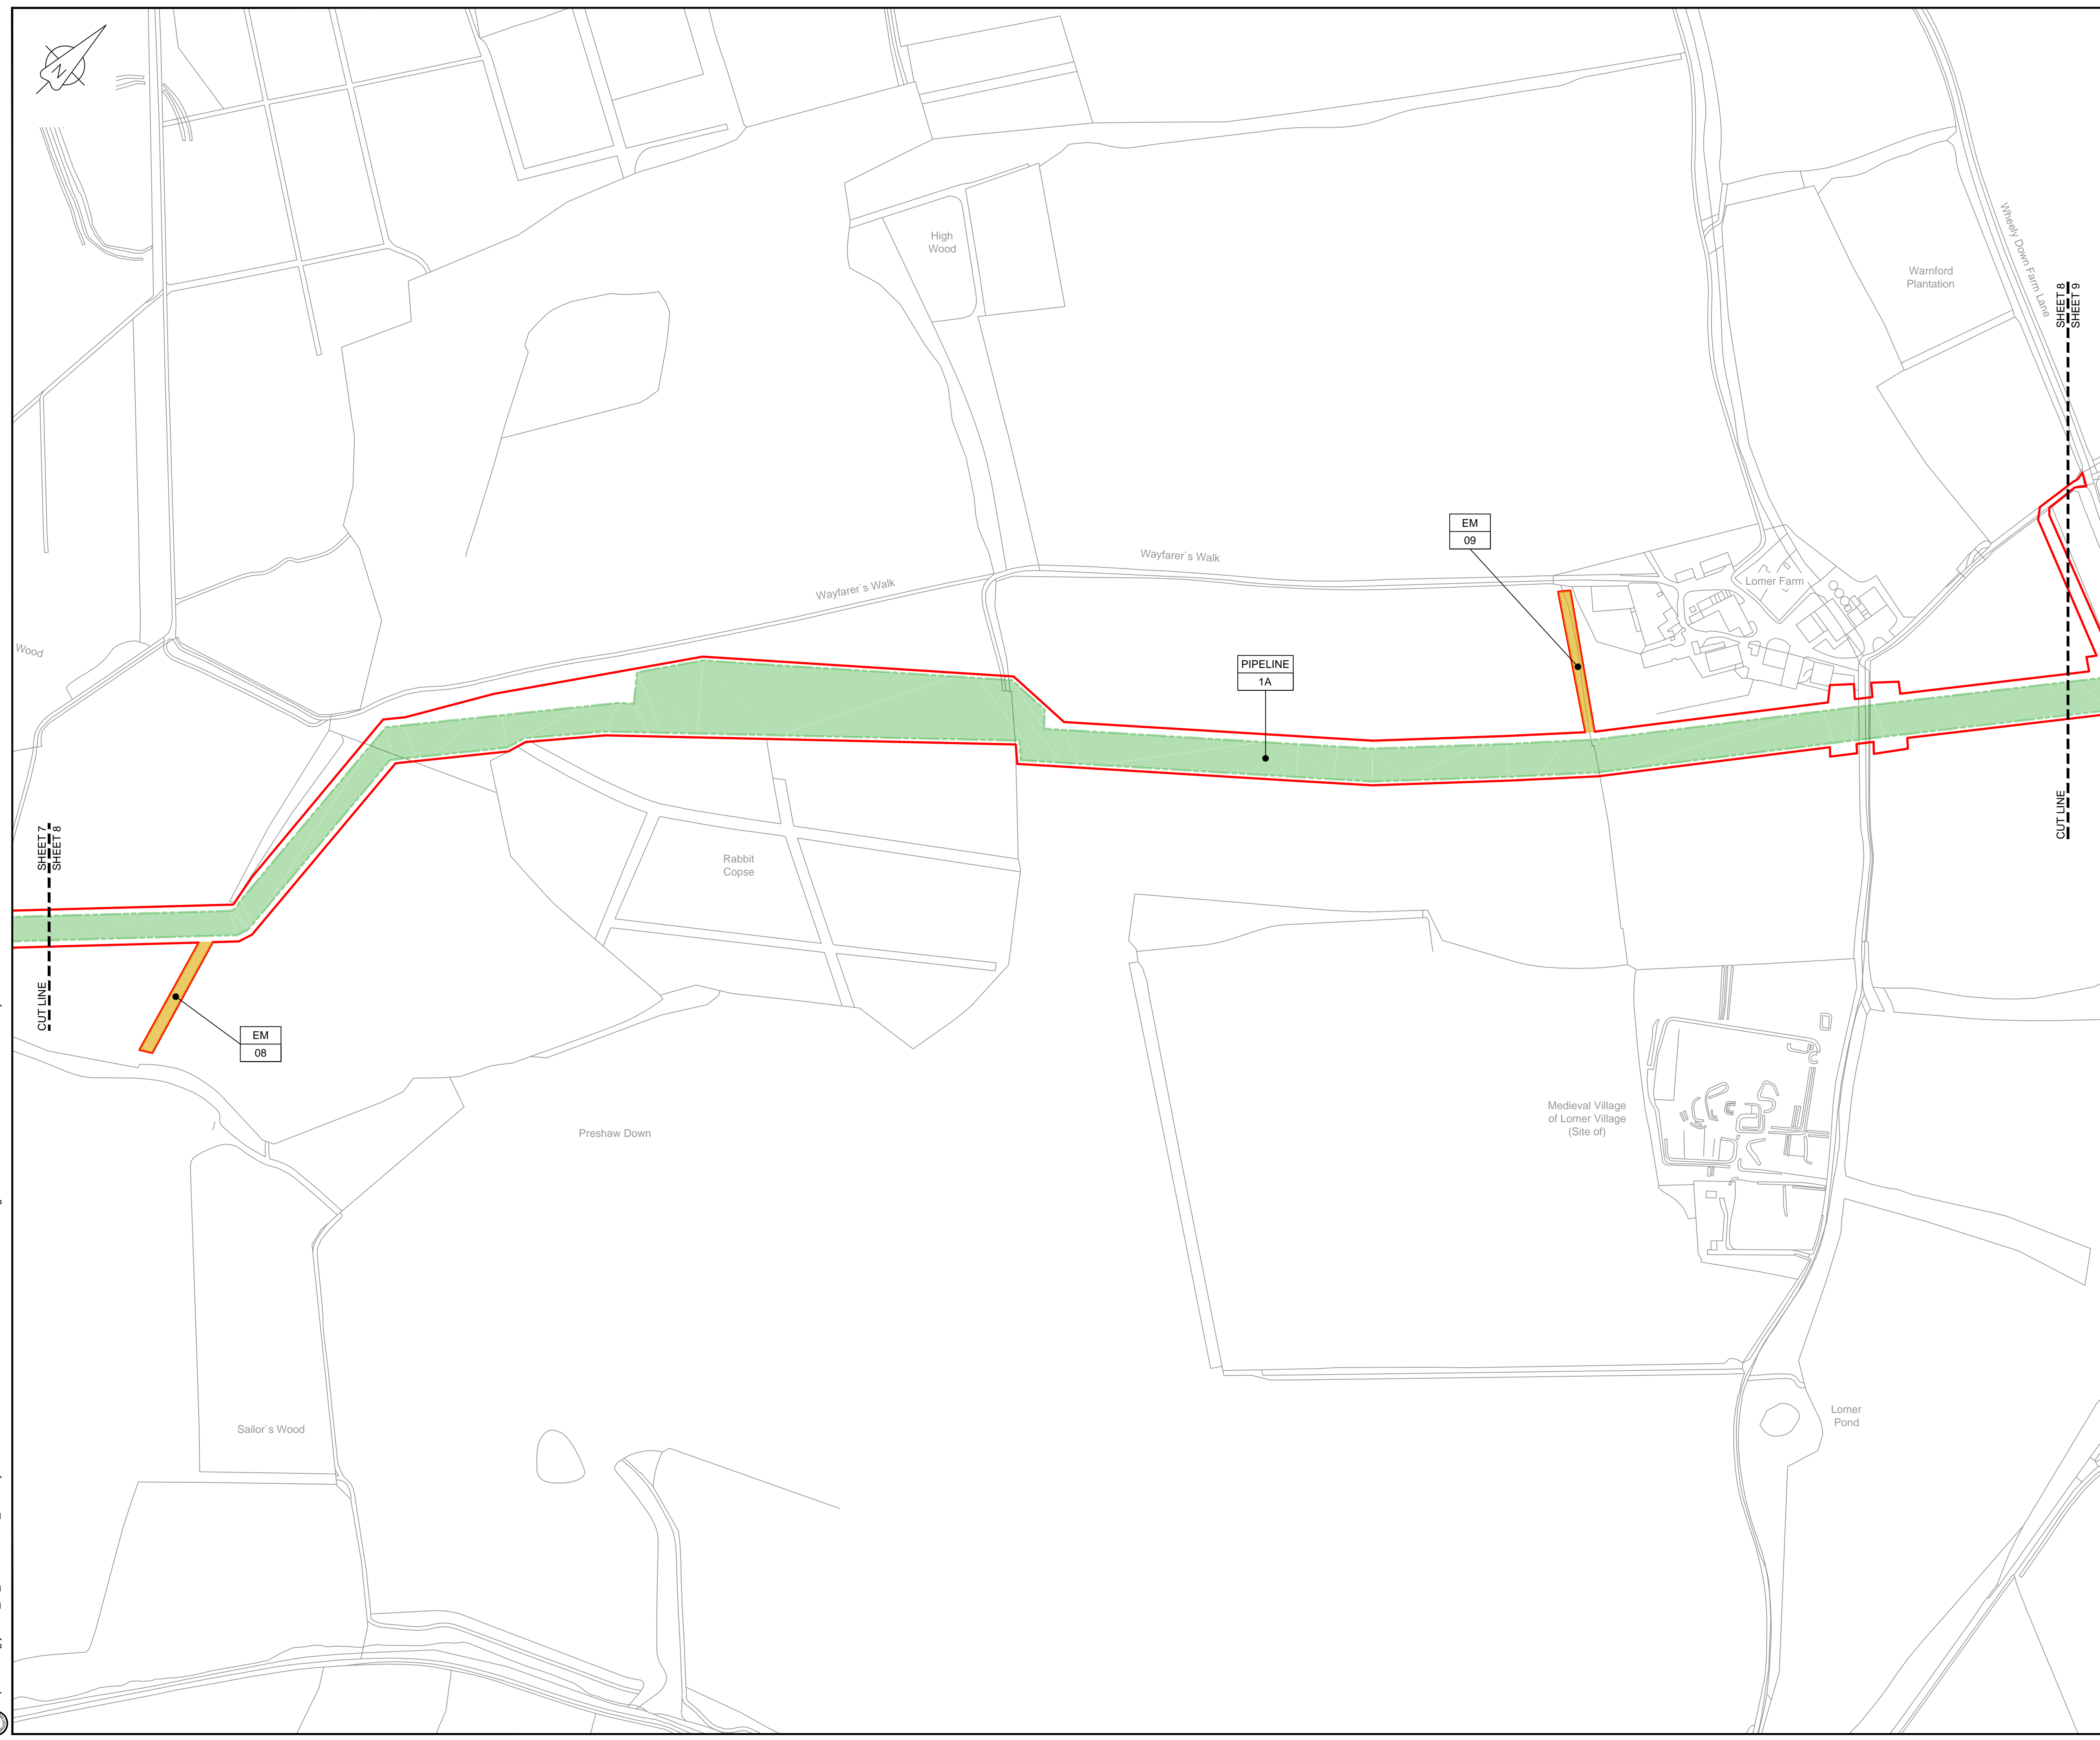 N
High
Wood
Warnford
Plantation
Wheely Down Farm Lane
SHEET 8
SHEET 9
EM
09
Wayfarer`s Walk
Wayfarer`s Walk
Lomer Farm
Wood
PIPELINE
1A
SHEET 7
SHEET 8
CUT LINE
Rabbit
Copse
CUT LINE
EM
08
Preshaw Down
Medieval Village
of Lomer Village
(Site of)
Sailor`s Wood
Lomer
Pond